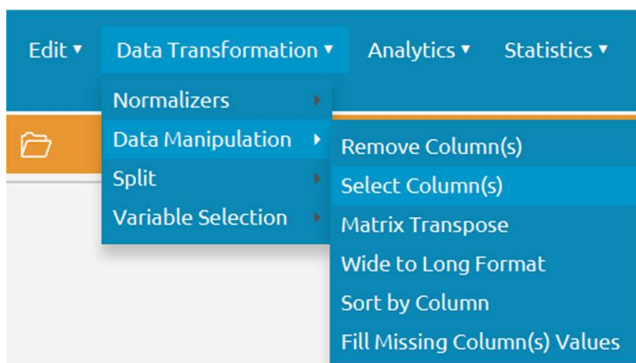 Edit ▾ Data Transformation ▾ Analytics ▾ Statistics ▾
Normalizers
Data Manipulation
Split
Variable Selection
Remove Column(s)
Select Column(s)
Matrix Transpose
Wide to Long Format
Sort by Column
Fill Missing Column(s) Values